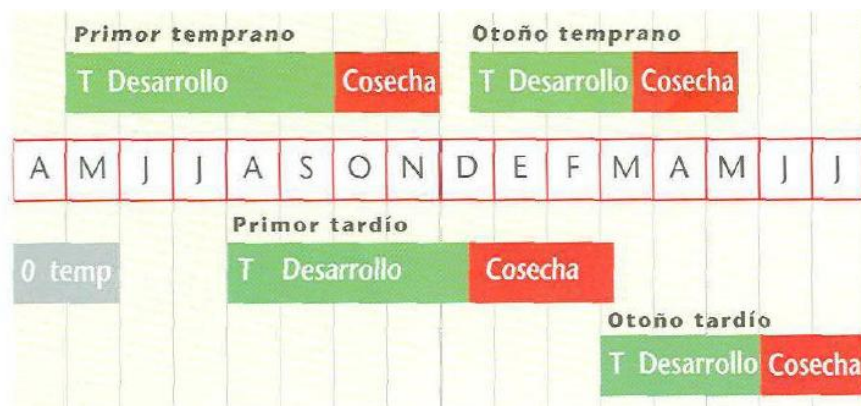 Primor temprano Otoño temprano
T Desarrollo Cosecha T Desarrollo Cosecha
A M J J A S O N D E F M A M J J
Primor tardío
0 temp T Desarrollo Cosecha
Otoño tardío
T Desarrollo Cosecha